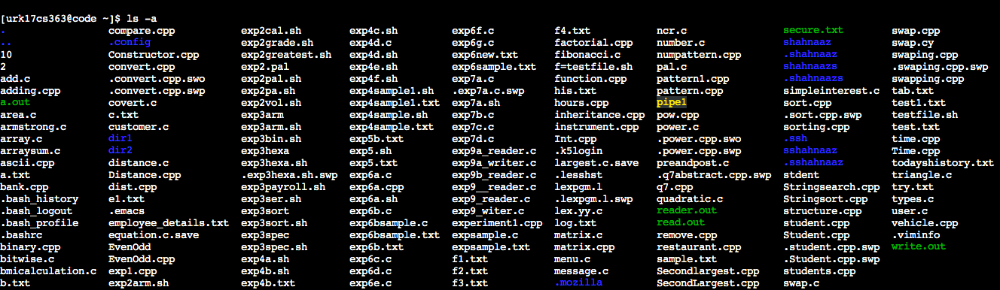 [urk17cs363@code ~]$ ls -a
. compare.cpp exp2cal.sh exp4c.sh exp6f.c f4.txt ncr.c secure.txt swap.cpp
.. .config exp2grade.sh exp4d.c exp6g.c factorial.cpp number.c shahnaaz swap.cy
10 Constructor.cpp exp2greatest.sh exp4d.sh exp6new.txt fibonacci.c numpattern.cpp .shahnaaz swaping.cpp
2 convert.cpp exp2.pal exp4e.sh exp6sample.txt f=testfile.sh pal.c shahnaazs .swaping.cpp.swp
add.c .convert.cpp.swo exp2pal.sh exp4f.sh exp7a.c function.cpp pattern1.cpp .shahnaazs swapping.cpp
adding.cpp .convert.cpp.swp exp2pa.sh exp4sample1.sh .exp7a.c.swp his.txt pattern.cpp simpleinterest.c tab.txt
a.out covert.c exp2vol.sh exp4sample1.txt exp7a.sh hours.cpp pipe1 sort.cpp test1.txt
area.c c.txt exp3arm exp4sample.sh exp7b.c inheritance.cpp pow.cpp .sort.cpp.swp testfile.sh
armstrong.c customer.c exp3arm.sh exp4sample.txt exp7c.c instrument.cpp power.c sorting.cpp test.txt
array.c dir1 exp3bin.sh exp5b.txt exp7d.c Int.cpp .power.cpp.swo .ssh time.cpp
arraysum.c dir2 exp3hexa exp5.sh exp9a_reader.c .k5login .power.cpp.swp sshahnaaz Time.cpp
ascii.cpp distance.c exp3hexa.sh exp5.txt exp9a_writer.c largest.c.save preandpost.c .sshahnaaz todayshistory.txt
a.txt Distance.cpp .exp3hexa.sh.swp exp6a.c exp9b_reader.c .lesshst .q7abstract.cpp.swp stdent triangle.c
bank.cpp dist.cpp exp3payroll.sh exp6a.cpp exp9__reader.c lexpgm.l q7.cpp Stringsearch.cpp try.txt
.bash_history e1.txt exp3ser.sh exp6a.sh exp9_reader.c .lexpgm.l.swp quadratic.c Stringsort.cpp types.c
.bash_logout .emacs exp3sort exp6b.c exp9_witer.c lex.yy.c reader.out structure.cpp user.c
.bash_profile employee_details.txt exp3sort.sh exp6bsample.c experiment1.cpp log.txt read.out student.cpp vehicle.cpp
.bashrc equation.c.save exp3spec exp6bsample.txt expsample.c matrix.c remove.cpp Student.cpp .viminfo
binary.cpp EvenOdd exp3spec.sh exp6b.txt expsample.txt matrix.cpp restaurant.cpp .student.cpp.swp write.out
bitwise.c EvenOdd.cpp exp4a.sh exp6c.c f1.txt menu.c sample.txt .Student.cpp.swp
bmicalculation.c exp1.cpp exp4b.sh exp6d.c f2.txt message.c Secondlargest.cpp students.cpp
b.txt exp2arm.sh exp4b.txt exp6e.c f3.txt .mozilla SecondLargest.cpp swap.c